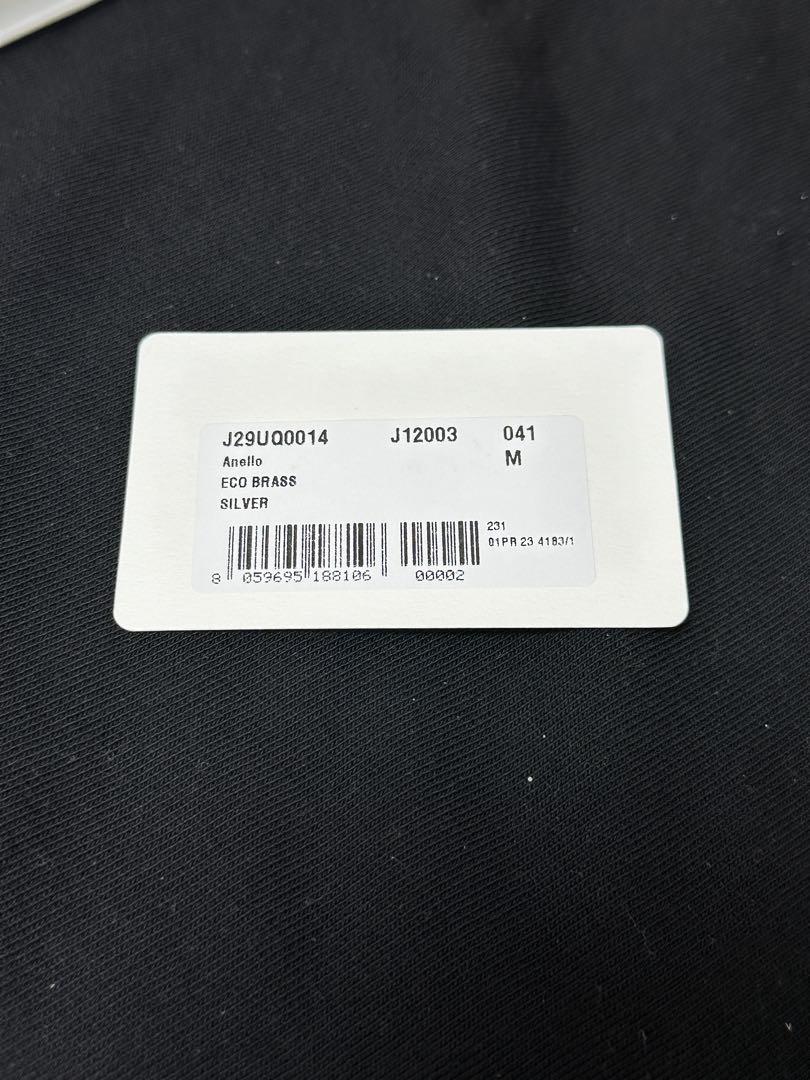 J29UQ0014 J12003 041
Anello M
ECO BRASS
SILVER
231
01PR 23 4183/1
8 059695 188106 00002